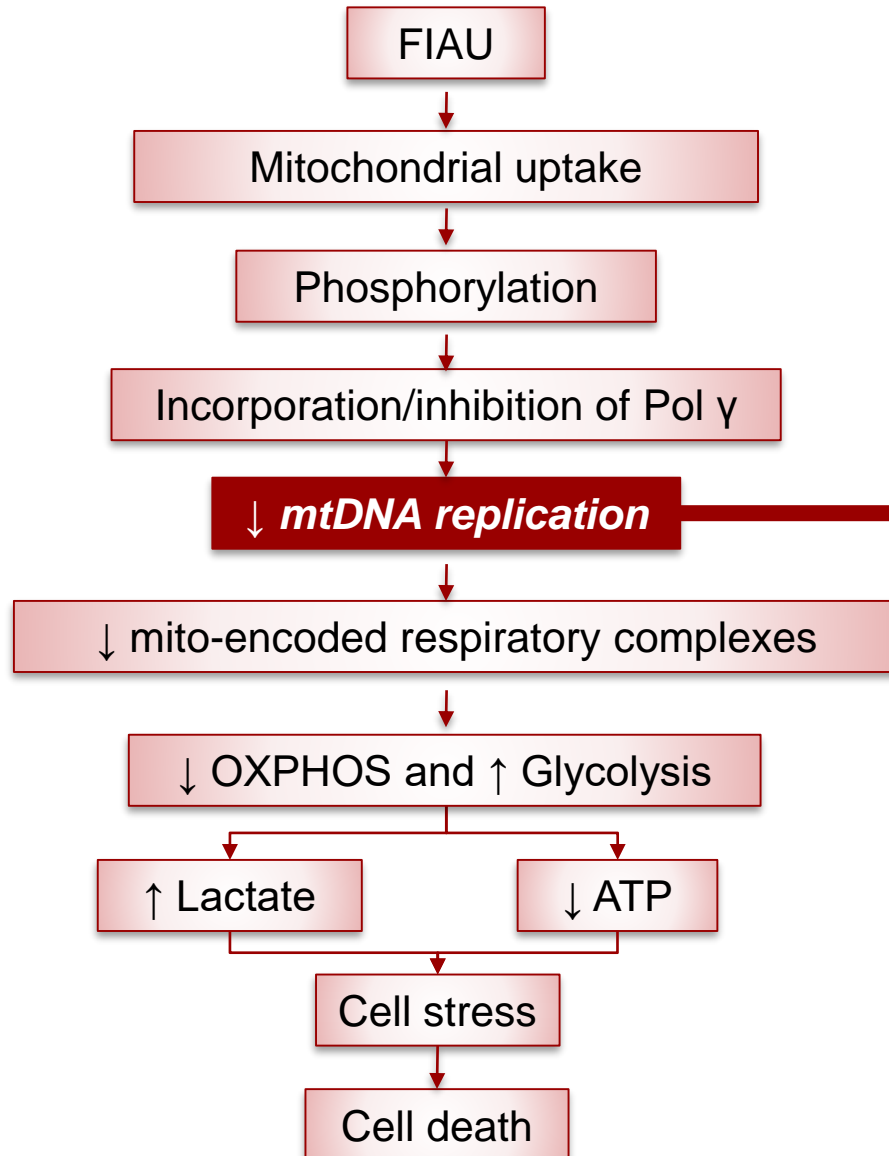 FIAU
Mitochondrial uptake
Phosphorylation
Incorporation/inhibition of Pol γ
↓ mtDNA replication
↓ mito-encoded respiratory complexes
↓ OXPHOS and ↑ Glycolysis
↑ Lactate
↓ ATP
Cell stress
Cell death